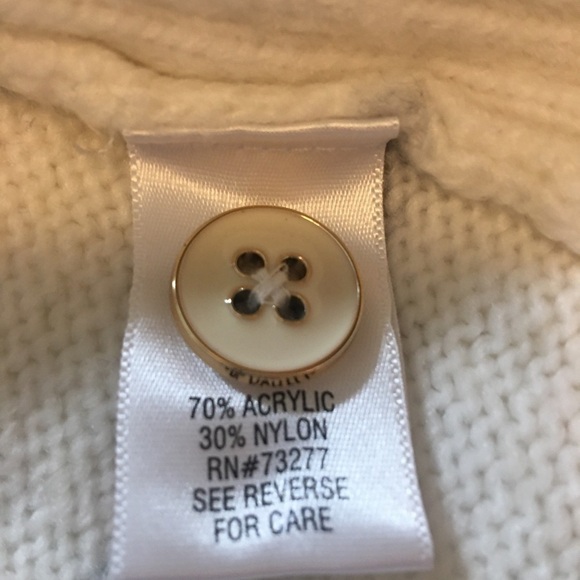 70% ACRYLIC
30% NYLON
RN#73277
SEE REVERSE
FOR CARE